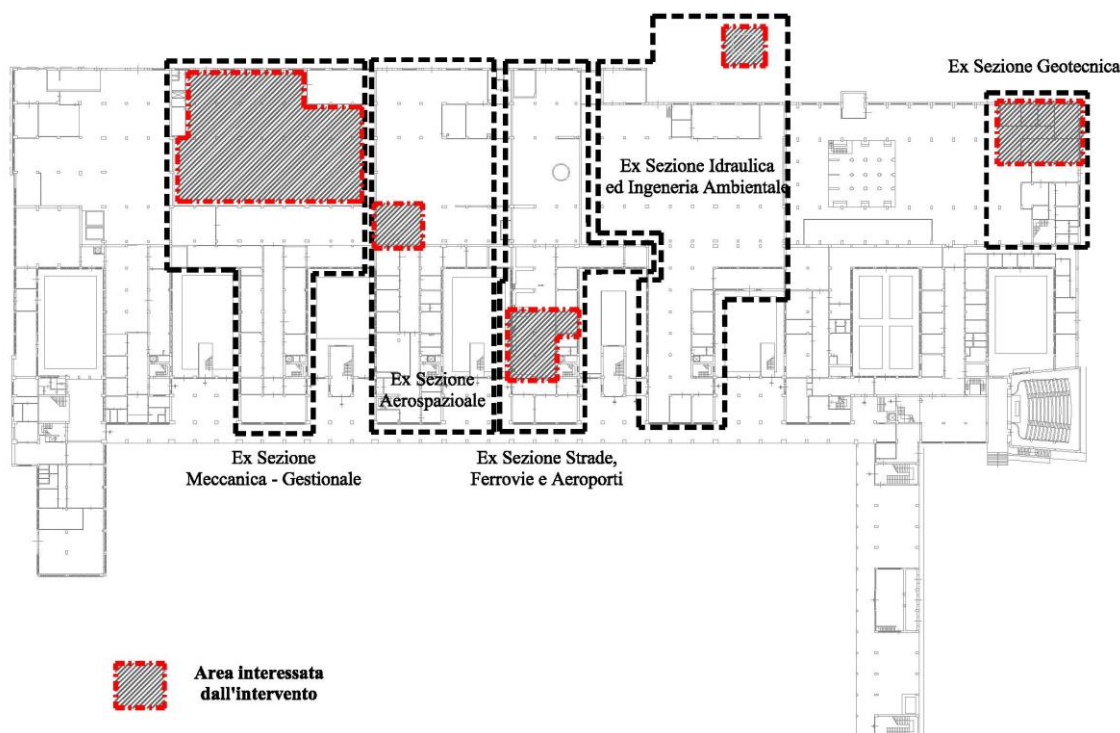 Ex Sezione Geotecnica
Ex Sezione Idraulica
ed Ingeneria Ambientale
Ex Sezione
Aerospazioale
Ex Sezione
Meccanica - Gestionale
Ex Sezione Strade,
Ferrovie e Aeroporti
Area interessata
dall'intervento